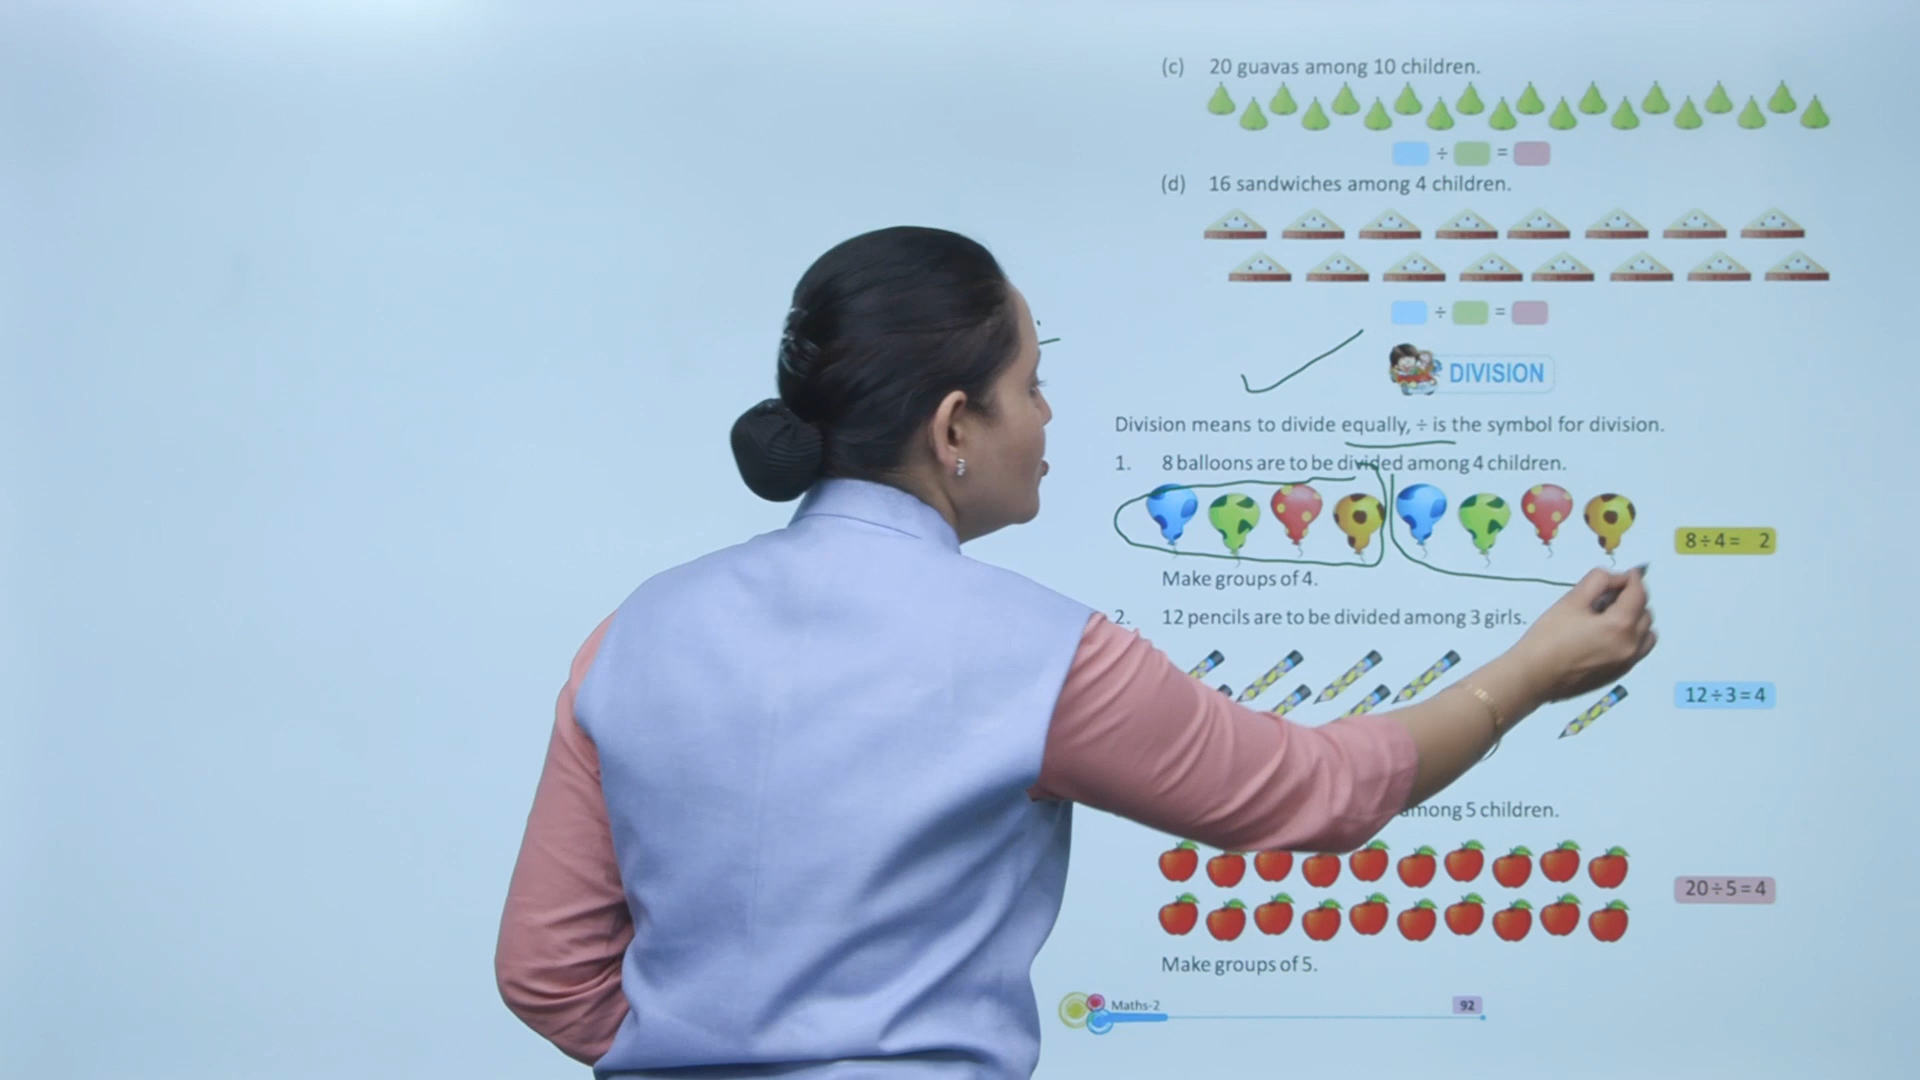 (c) 20 guavas among 10 children.
÷ =
(d) 16 sandwiches among 4 children.
÷ =
DIVISION
Division means to divide equally, ÷ is the symbol for division.
1. 8 balloons are to be divided among 4 children.
8÷4= 2
Make groups of 4.
2. 12 pencils are to be divided among 3 girls.
12÷3=4
among 5 children.
20÷5=4
Make groups of 5.
Maths-2
92